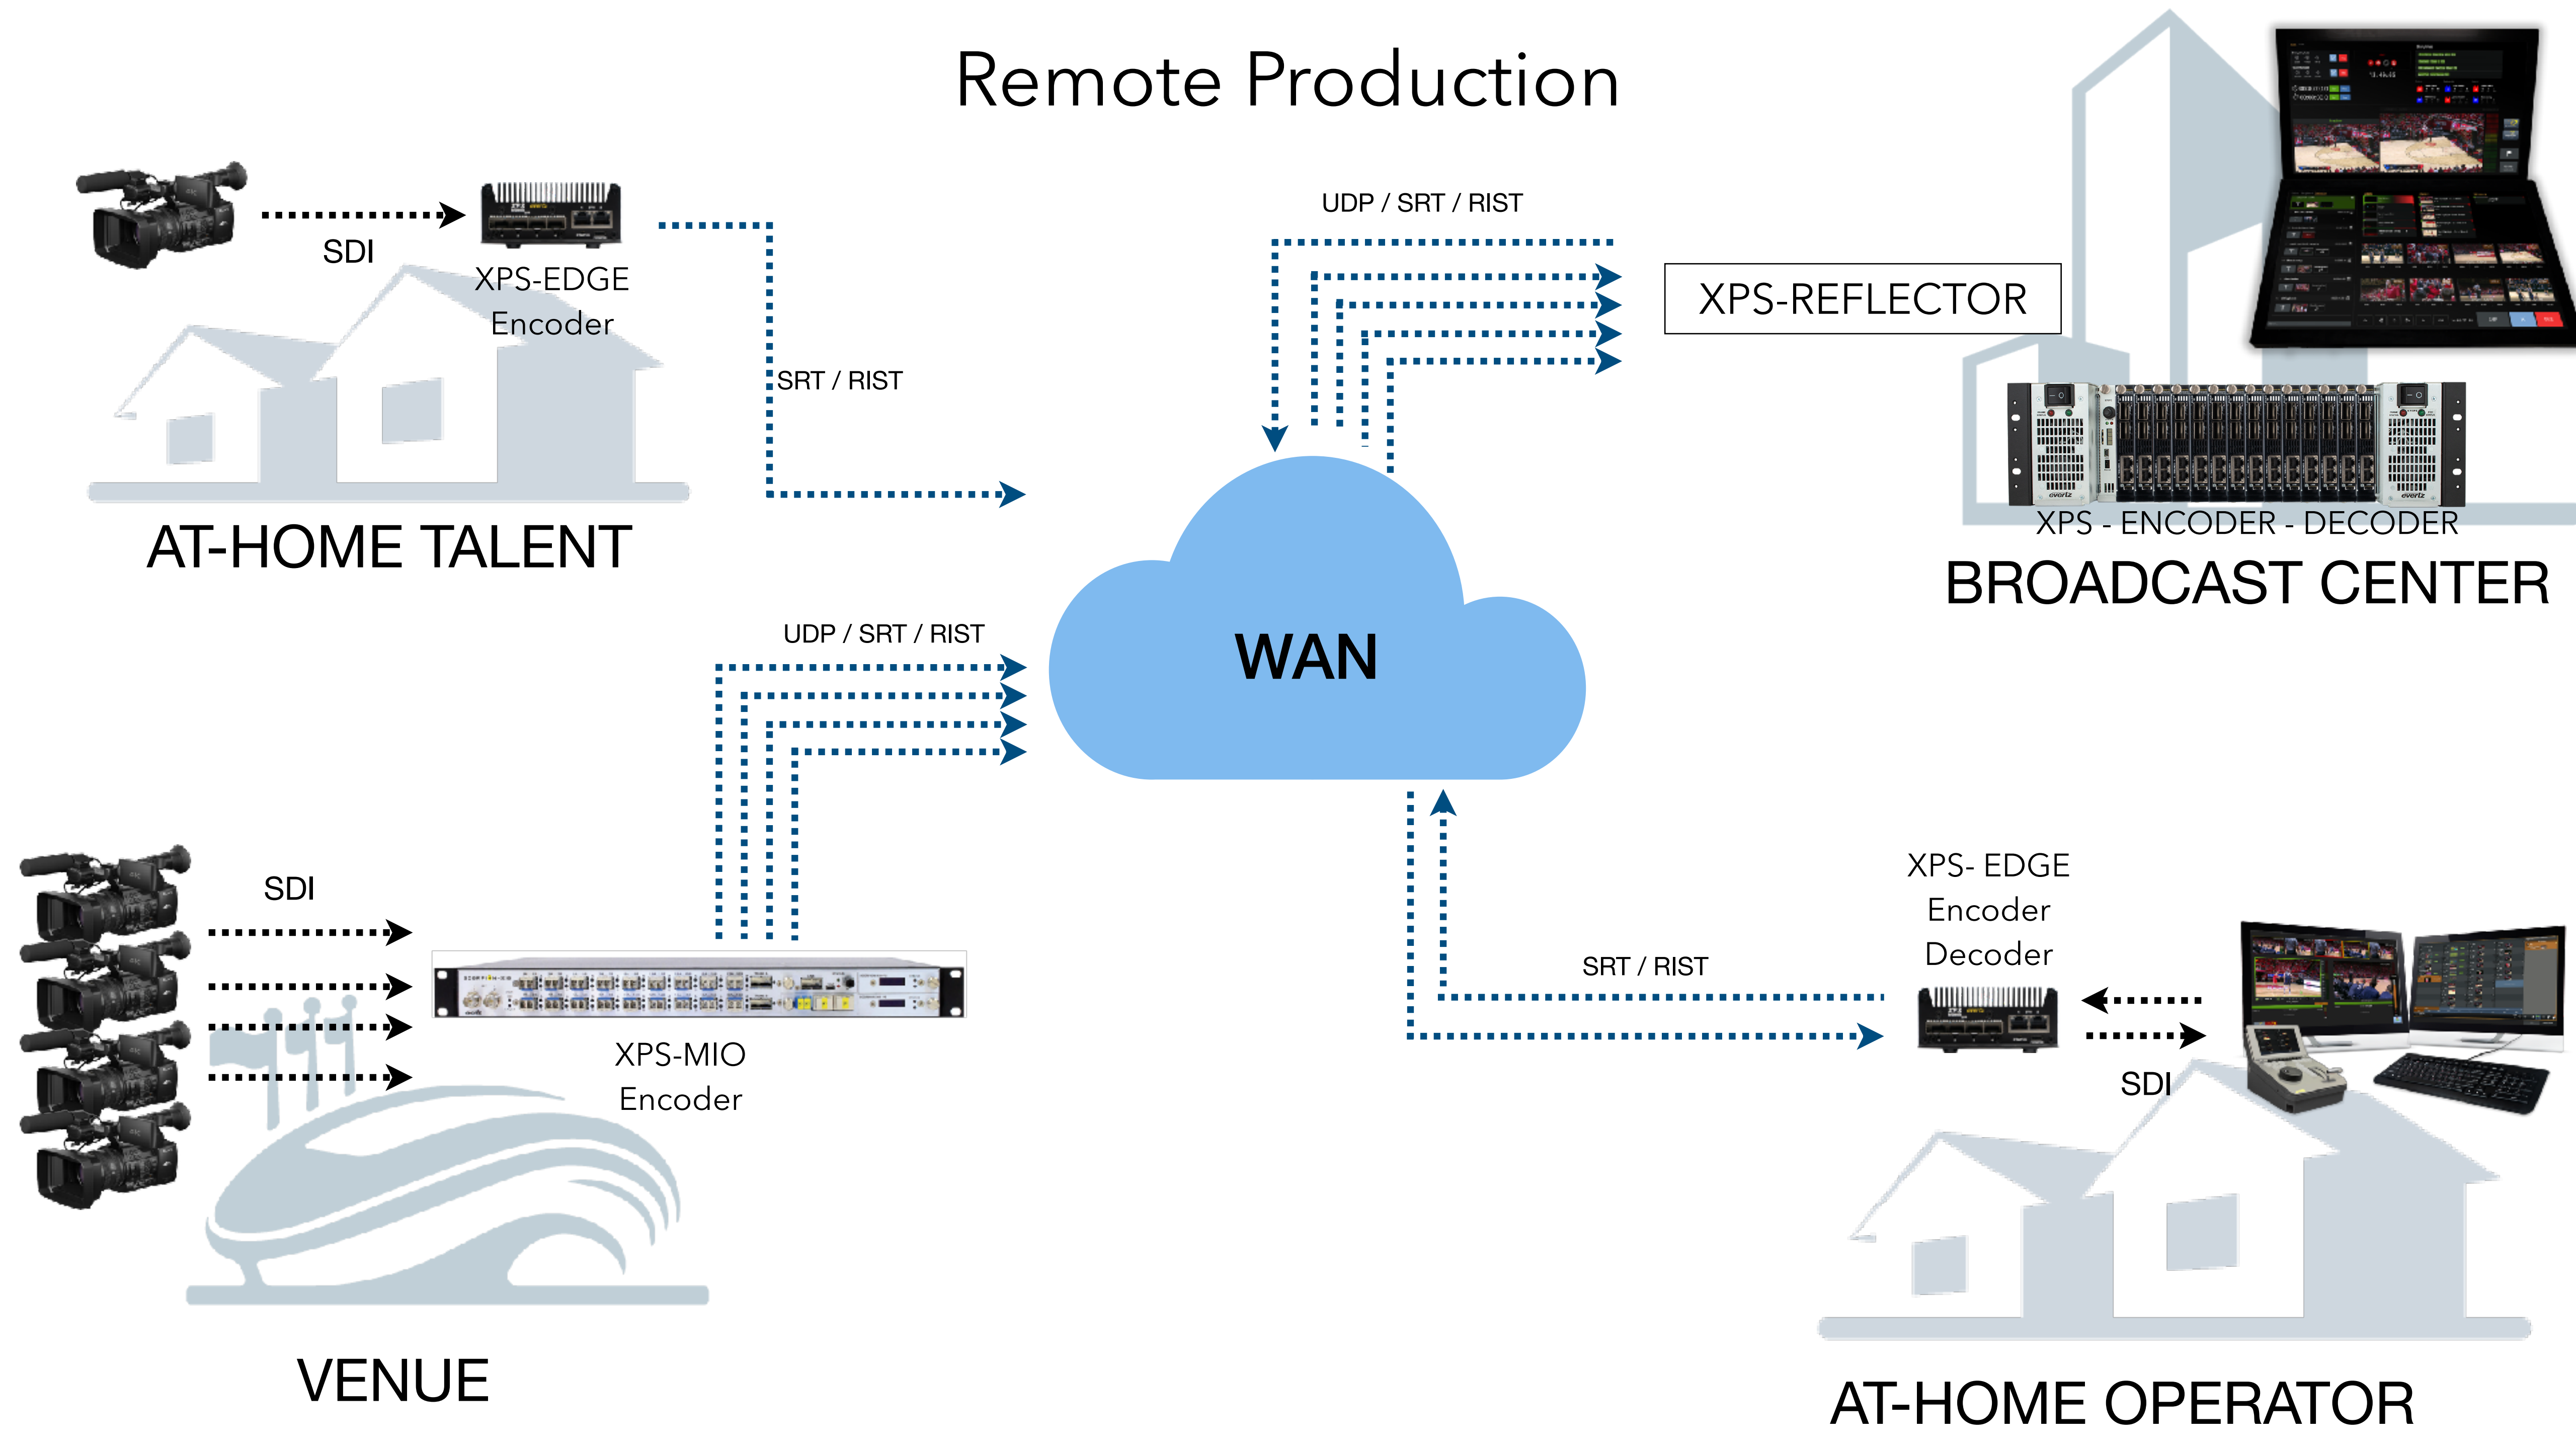 Remote Production
SDI
XPS-EDGE
Encoder
SRT / RIST
AT-HOME TALENT
UDP / SRT / RIST
XPS-REFLECTOR
evertz
evertz
XPS - ENCODER - DECODER
BROADCAST CENTER
WAN
UDP / SRT / RIST
SDI
XPS-MIO
Encoder
VENUE
XPS- EDGE
Encoder
Decoder
SRT / RIST
SDI
AT-HOME OPERATOR